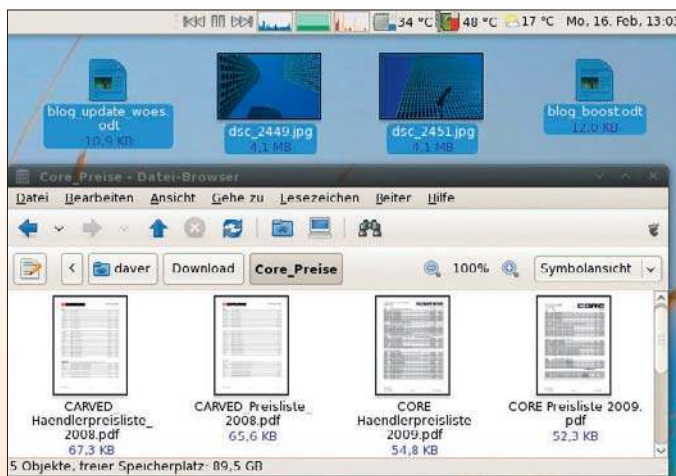 34 °C 48 °C 17 °C Mo, 16. Feb, 13:03
blog_update_woes.
odt
10,9 KB
dsc_2449.jpg
4,1 MB
dsc_2451.jpg
4,1 MB
blog_boost.odt
12,0 KB
Core_Preise - Datei-Browser
Datei Bearbeiten Ansicht Gehe zu Lesezeichen Reiter Hilfe
daver Download Core_Preise 100% Symbolansicht
CARVED_
Haendlerpreisliste_
2008.pdf
67,3 KB
CARVED_Preisliste_
2008.pdf
65,6 KB
CORE
Haendlerpreisliste
2009.pdf
54,8 KB
CORE Preisliste 2009.
pdf
52,3 KB
5 Objekte, freier Speicherplatz: 89,5 GB